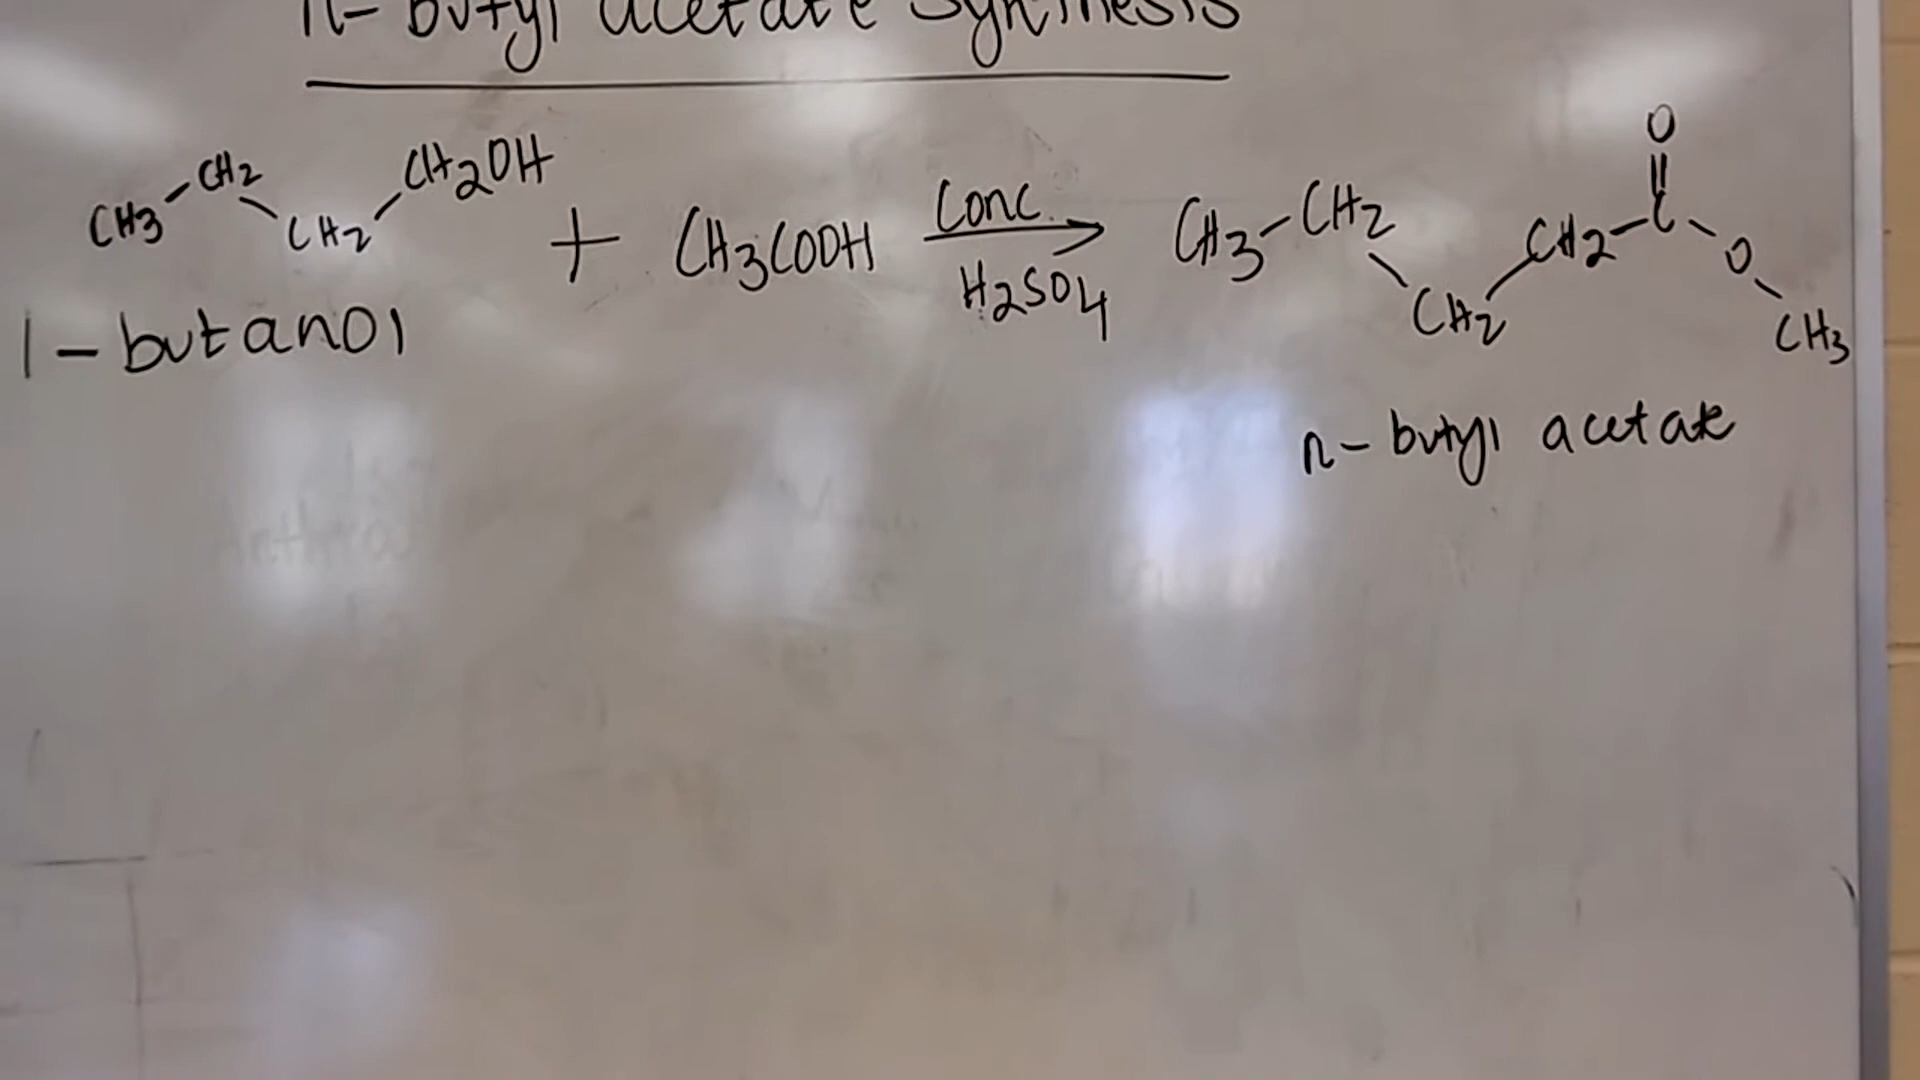 n- butyl acetate synthesis
CH3-CH2-CH2-CH2OH + CH3COOH Conc. H2SO4 → CH3-CH2-CH2-CH2-C(=O)-O-CH3
1-butanol
n- butyl acetate